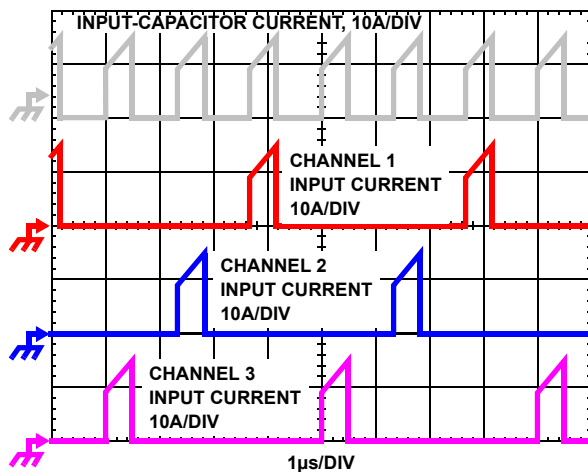 INPUT-CAPACITOR CURRENT, 10A/DIV
CHANNEL 1
INPUT CURRENT
10A/DIV
CHANNEL 2
INPUT CURRENT
10A/DIV
CHANNEL 3
INPUT CURRENT
10A/DIV
1µs/DIV